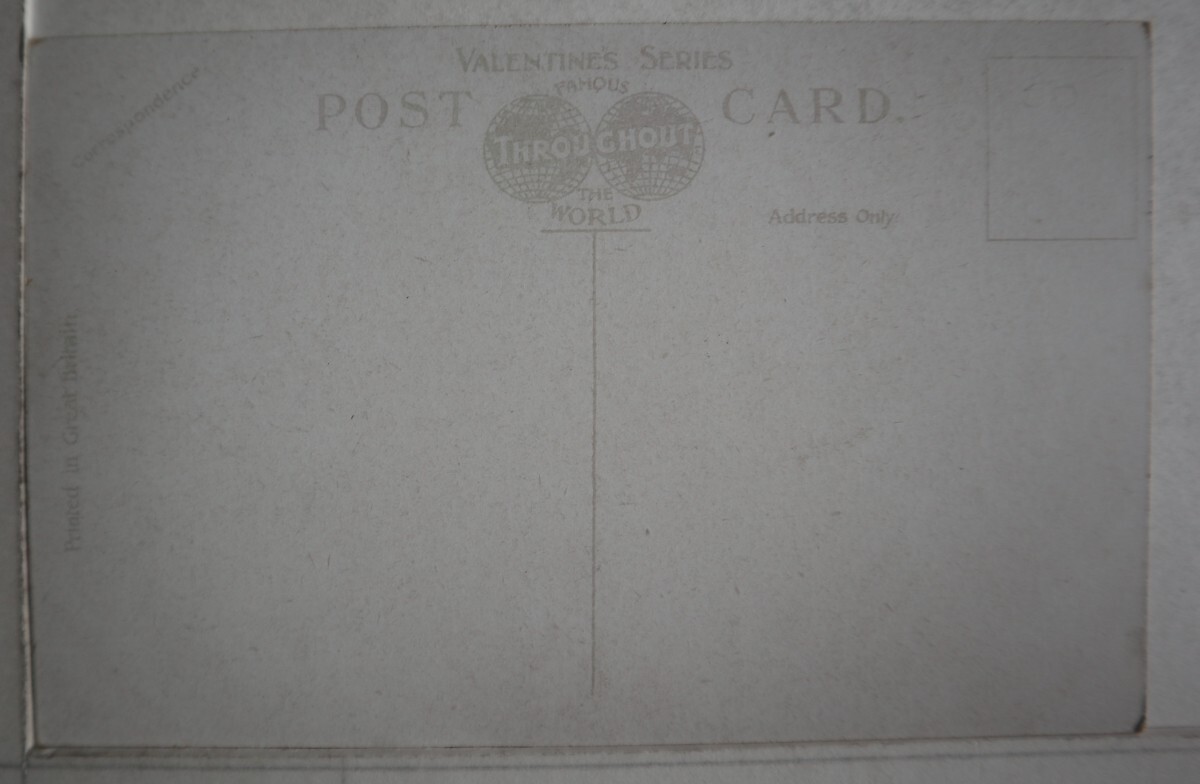 VALENTINE'S SERIES
FAMOUS
POST CARD.
THROUGHOUT
THE
WORLD
Correspondence
Address Only.
Printed in Great Britain.